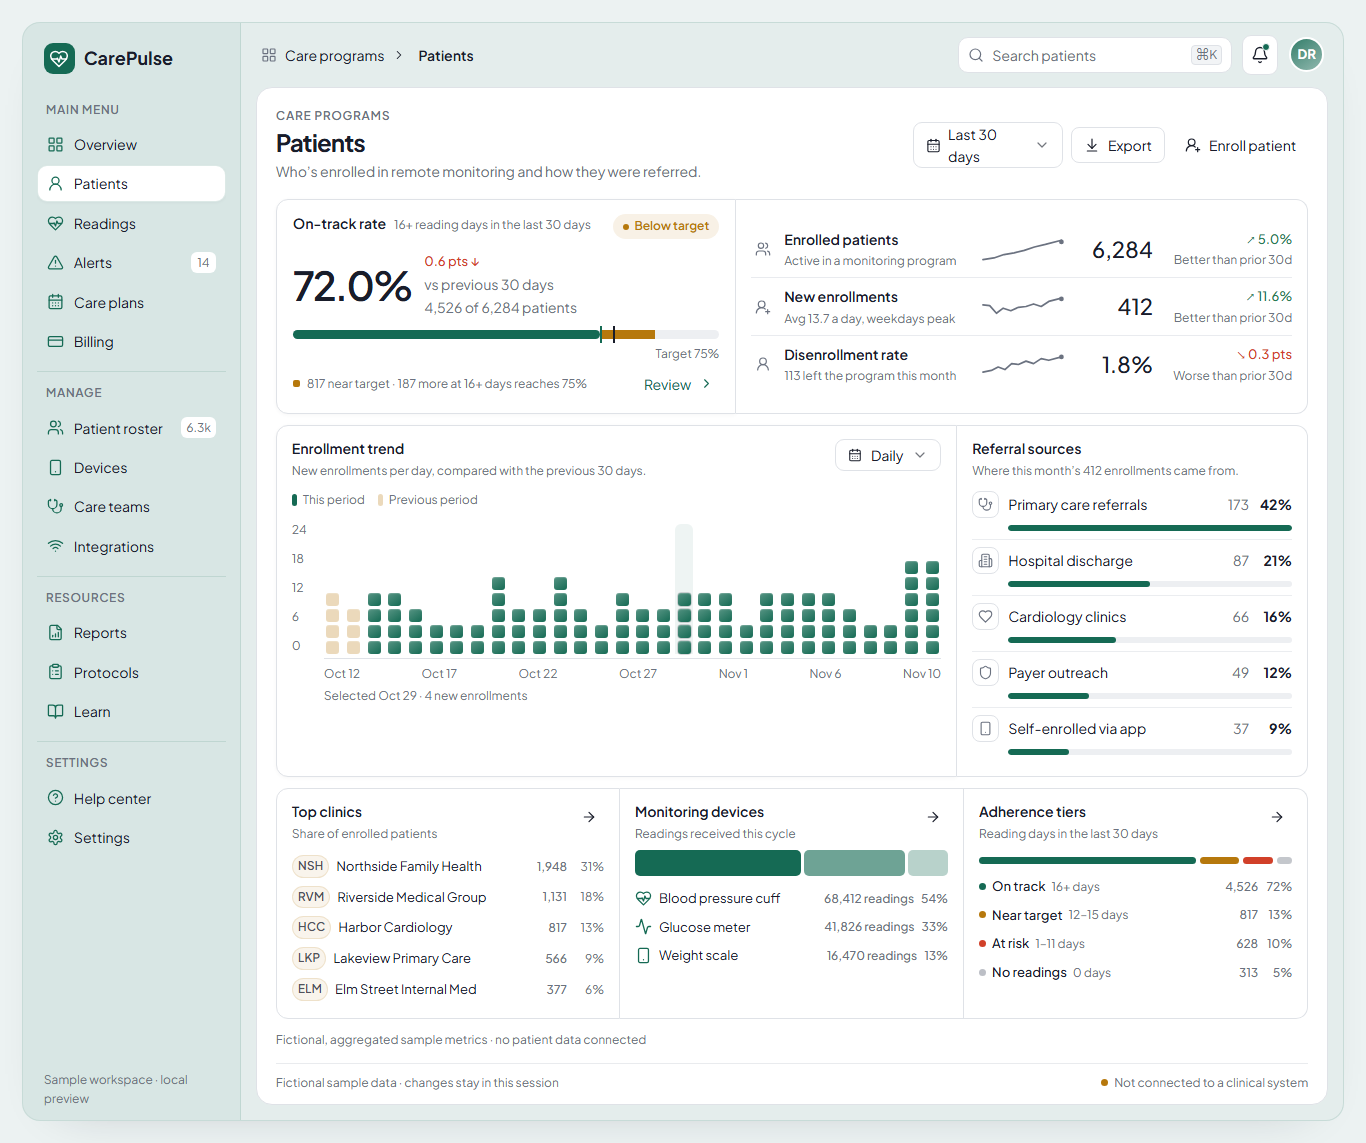 CarePulse
MAIN MENU
Overview
Patients
Readings
Alerts 14
Care plans
Billing
MANAGE
Patient roster 6.3k
Devices
Care teams
Integrations
RESOURCES
Reports
Protocols
Learn
SETTINGS
Help center
Settings
Sample workspace · local
preview
Care programs > Patients
Search patients ⌘K
DR
CARE PROGRAMS
Patients
Who's enrolled in remote monitoring and how they were referred.
Last 30
days
Export
Enroll patient
On-track rate 16+ reading days in the last 30 days
Below target
72.0%
0.6 pts ↓
vs previous 30 days
4,526 of 6,284 patients
Target 75%
817 near target · 187 more at 16+ days reaches 75%
Review >
Enrolled patients
Active in a monitoring program
6,284
↗ 5.0%
Better than prior 30d
New enrollments
Avg 13.7 a day, weekdays peak
412
↗ 11.6%
Better than prior 30d
Disenrollment rate
113 left the program this month
1.8%
↘ 0.3 pts
Worse than prior 30d
Enrollment trend
New enrollments per day, compared with the previous 30 days.
Daily
This period Previous period
24
18
12
6
0
Oct 12 Oct 17 Oct 22 Oct 27 Nov 1 Nov 6 Nov 10
Selected Oct 29 · 4 new enrollments
Referral sources
Where this month's 412 enrollments came from.
Primary care referrals 173 42%
Hospital discharge 87 21%
Cardiology clinics 66 16%
Payer outreach 49 12%
Self-enrolled via app 37 9%
Top clinics
Share of enrolled patients
NSH Northside Family Health 1,948 31%
RVM Riverside Medical Group 1,131 18%
HCC Harbor Cardiology 817 13%
LKP Lakeview Primary Care 566 9%
ELM Elm Street Internal Med 377 6%
Monitoring devices
Readings received this cycle
Blood pressure cuff 68,412 readings 54%
Glucose meter 41,826 readings 33%
Weight scale 16,470 readings 13%
Adherence tiers
Reading days in the last 30 days
On track 16+ days 4,526 72%
Near target 12–15 days 817 13%
At risk 1–11 days 628 10%
No readings 0 days 313 5%
Fictional, aggregated sample metrics · no patient data connected
Fictional sample data · changes stay in this session
Not connected to a clinical system